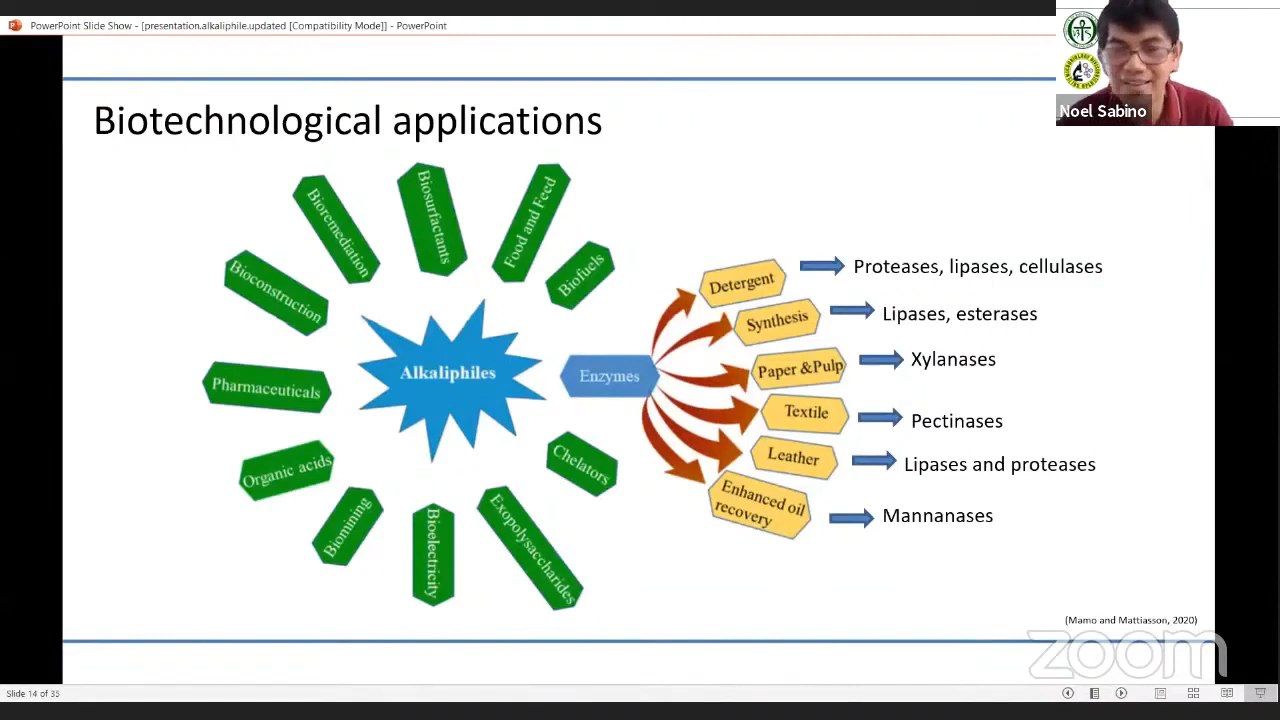 PowerPoint Slide Show - [presentation.alkaliphile.updated [Compatibility Mode]] - PowerPoint
Noel Sabino
Biotechnological applications
Bioremediation
Biosurfactants
Food and Feed
Biofuels
Bioconstruction
Pharmaceuticals
Organic acids
Biomining
Bioelectricity
Exopolysaccharides
Chelators
Alkaliphiles
Enzymes
Detergent
Proteases, lipases, cellulases
Synthesis
Lipases, esterases
Paper &Pulp
Xylanases
Textile
Pectinases
Leather
Lipases and proteases
Enhanced oil
recovery
Mannanases
(Mamo and Mattiasson, 2020)
zoom
Slide 14 of 35